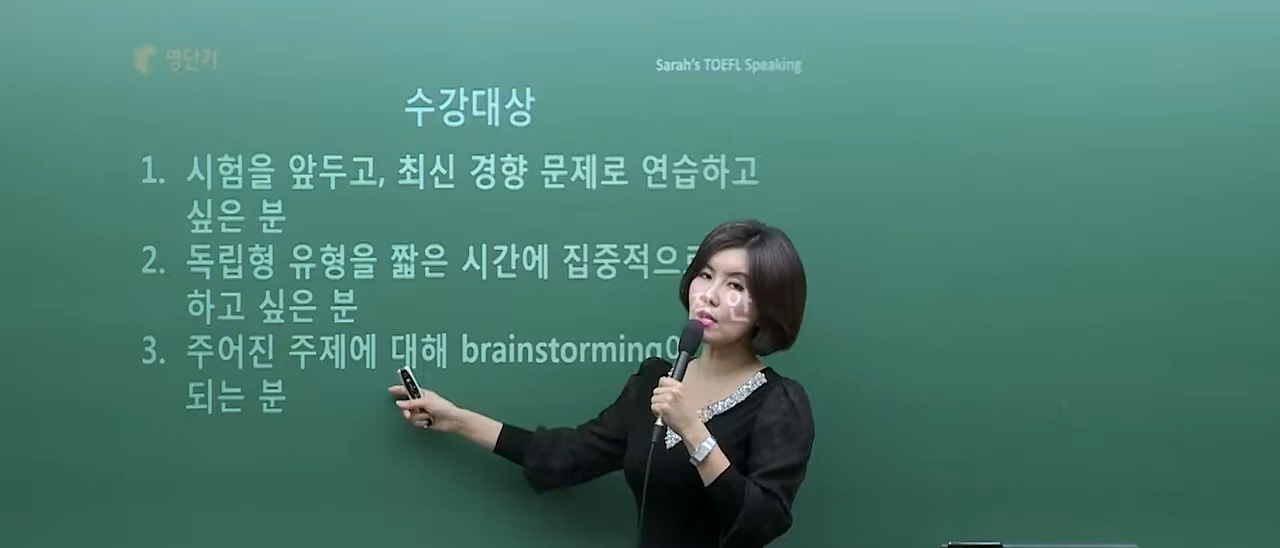 영단기
Sarah's TOEFL Speaking
수강대상
1. 시험을 앞두고, 최신 경향 문제로 연습하고
싶은 분
2. 독립형 유형을 짧은 시간에 집중적으로
하고 싶은 분
3. 주어진 주제에 대해 brainstorming
되는 분